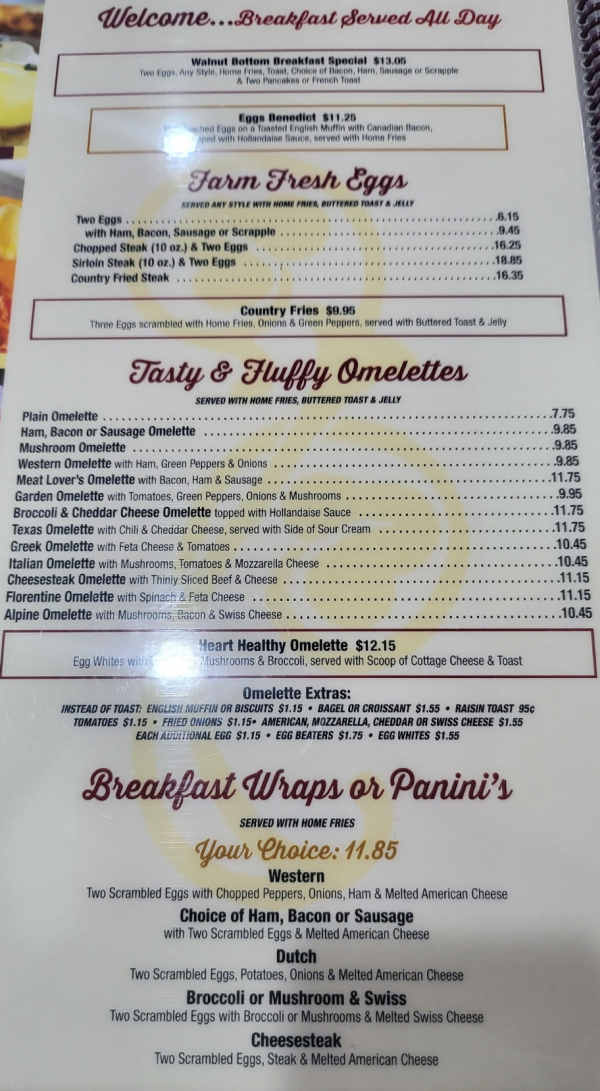 Welcome...Breakfast Served All Day
Walnut Bottom Breakfast Special $13.05
Two Eggs, Any Style, Home Fries, Toast, Choice of Bacon, Ham, Sausage or Scrapple
& Two Pancakes or French Toast
Eggs Benedict $11.25
Eggs on a Toasted English Muffin with Canadian Bacon,
with Hollandaise Sauce, served with Home Fries
Farm Fresh Eggs
SERVED ANY STYLE WITH HOME FRIES, BUTTERED TOAST & JELLY
Two Eggs 6.15
with Ham, Bacon, Sausage or Scrapple 9.45
Chopped Steak (10 oz.) & Two Eggs 16.25
Sirloin Steak (10 oz.) & Two Eggs 18.85
Country Fried Steak 16.35
Country Fries $9.95
Three Eggs scrambled with Home Fries, Onions & Green Peppers, served with Buttered Toast & Jelly
Tasty & Fluffy Omelettes
SERVED WITH HOME FRIES, BUTTERED TOAST & JELLY
Plain Omelette 7.75
Ham, Bacon or Sausage Omelette 9.85
Mushroom Omelette 9.85
Western Omelette with Ham, Green Peppers & Onions 9.85
Meat Lover's Omelette with Bacon, Ham & Sausage 11.75
Garden Omelette with Tomatoes, Green Peppers, Onions & Mushrooms 9.95
Broccoli & Cheddar Cheese Omelette topped with Hollandaise Sauce 11.75
Texas Omelette with Chili & Cheddar Cheese, served with Side of Sour Cream 11.75
Greek Omelette with Feta Cheese & Tomatoes 10.45
Italian Omelette with Mushrooms, Tomatoes & Mozzarella Cheese 10.45
Cheesesteak Omelette with Thinly Sliced Beef & Cheese 11.15
Florentine Omelette with Spinach & Feta Cheese 11.15
Alpine Omelette with Mushrooms, Bacon & Swiss Cheese 10.45
Heart Healthy Omelette $12.15
Egg Whites with Mushrooms & Broccoli, served with Scoop of Cottage Cheese & Toast
Omelette Extras:
INSTEAD OF TOAST: ENGLISH MUFFIN OR BISCUITS $1.15 • BAGEL OR CROISSANT $1.55 • RAISIN TOAST 95¢
TOMATOES $1.15 • FRIED ONIONS $1.15• AMERICAN, MOZZARELLA, CHEDDAR OR SWISS CHEESE $1.55
EACH ADDITIONAL EGG $1.15 • EGG BEATERS $1.75 • EGG WHITES $1.55
Breakfast Wraps or Panini's
SERVED WITH HOME FRIES
Your Choice: 11.85
Western
Two Scrambled Eggs with Chopped Peppers, Onions, Ham & Melted American Cheese
Choice of Ham, Bacon or Sausage
with Two Scrambled Eggs & Melted American Cheese
Dutch
Two Scrambled Eggs, Potatoes, Onions & Melted American Cheese
Broccoli or Mushroom & Swiss
Two Scrambled Eggs with Broccoli or Mushrooms & Melted Swiss Cheese
Cheesesteak
Two Scrambled Eggs, Steak & Melted American Cheese